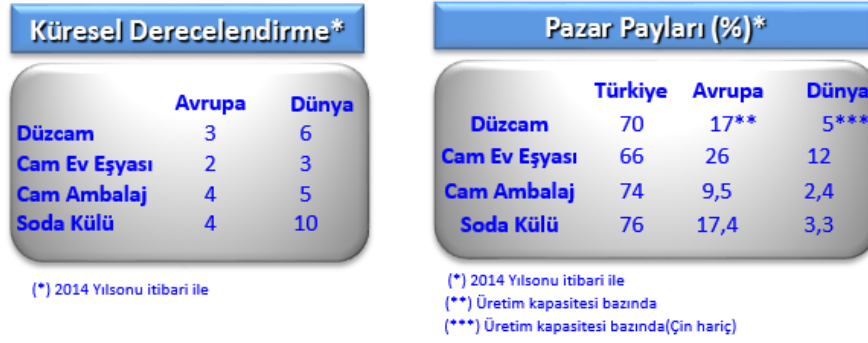 Küresel Derecelendirme*
Avrupa Dünya
Düzcam 3 6
Cam Ev Eşyası 2 3
Cam Ambalaj 4 5
Soda Külü 4 10
(*) 2014 Yılsonu itibari ile
Pazar Payları (%)*
Türkiye Avrupa Dünya
Düzcam 70 17** 5***
Cam Ev Eşyası 66 26 12
Cam Ambalaj 74 9,5 2,4
Soda Külü 76 17,4 3,3
(*) 2014 Yılsonu itibari ile
(**) Üretim kapasitesi bazında
(***) Üretim kapasitesi bazında(Çin hariç)